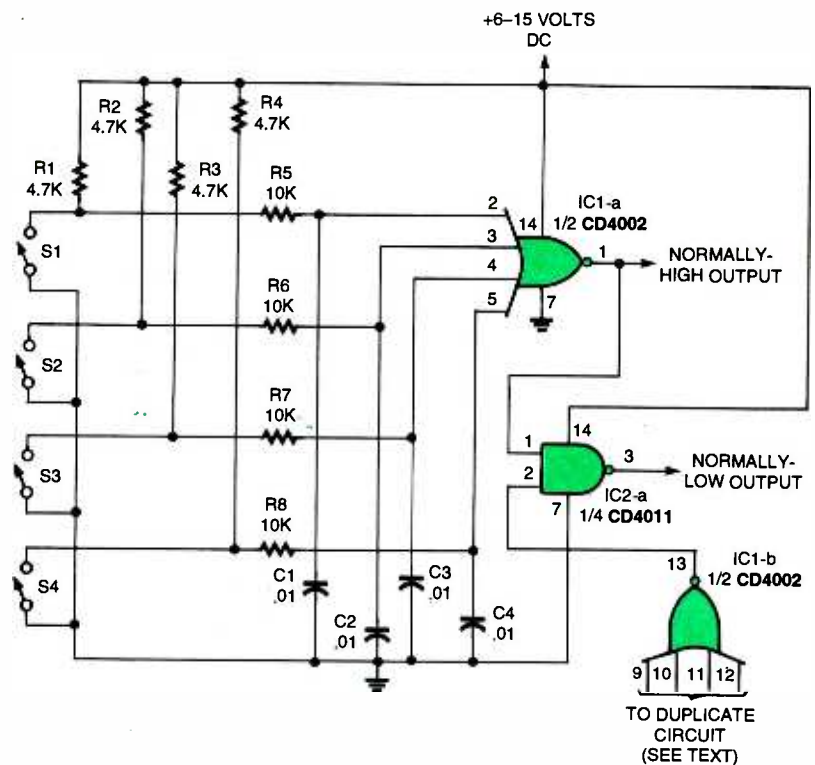 +6–15 VOLTS
DC
R2
4.7K
R4
4.7K
R1
4.7K
R3
4.7K
R5
10K
2
14
IC1-a
1/2 CD4002
S1
3
4
5
1
7
NORMALLY-
HIGH OUTPUT
R6
10K
S2
R7
10K
S3
1
2
14
3
7
NORMALLY-
LOW OUTPUT
IC2-a
1/4 CD4011
R8
10K
S4
C1
.01
C2
.01
C3
.01
C4
.01
13
IC1-b
1/2 CD4002
9 10 11 12
TO DUPLICATE
CIRCUIT
(SEE TEXT)